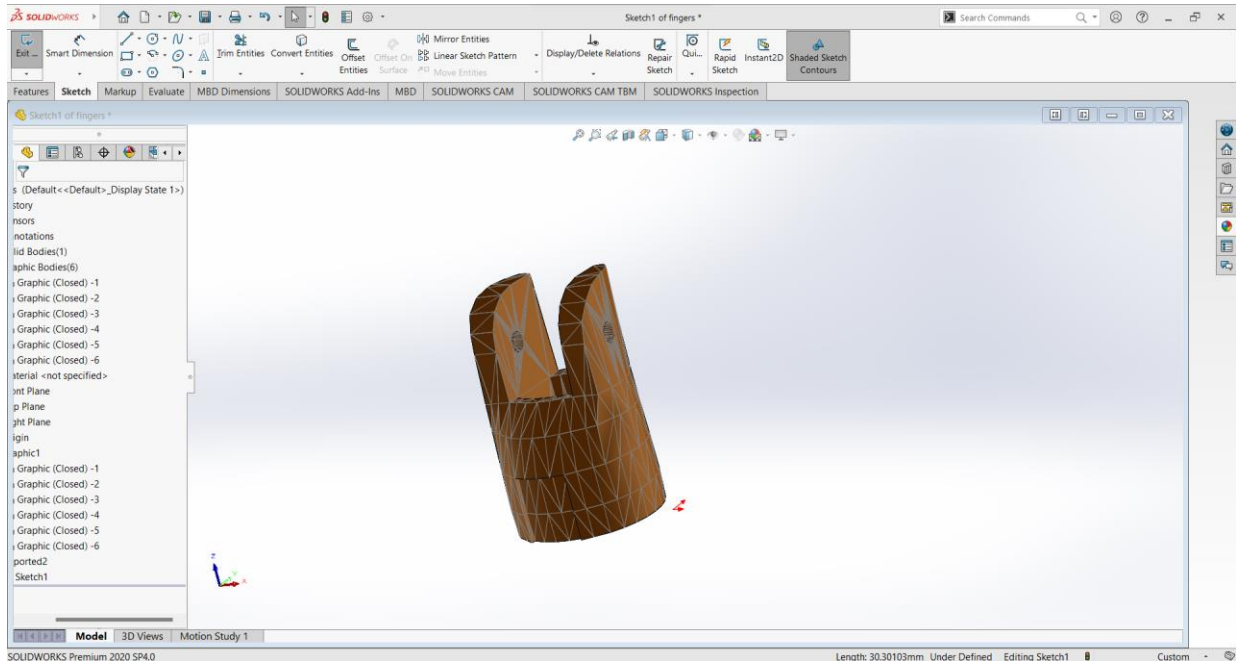 SOLIDWORKS
Sketch1 of fingers *
Search Commands
Exit ...
Smart Dimension
Trim Entities
Convert Entities
Offset Entities
Offset On Surface
Mirror Entities
Linear Sketch Pattern
Move Entities
Display/Delete Relations
Repair Sketch
Qui...
Rapid Sketch
Instant2D
Shaded Sketch Contours
Features Sketch Markup Evaluate MBD Dimensions SOLIDWORKS Add-Ins MBD SOLIDWORKS CAM SOLIDWORKS CAM TBM SOLIDWORKS Inspection
Sketch1 of fingers *
s (Default<<Default>_Display State 1>)
story
nsors
notations
lid Bodies(1)
aphic Bodies(6)
Graphic (Closed) -1
Graphic (Closed) -2
Graphic (Closed) -3
Graphic (Closed) -4
Graphic (Closed) -5
Graphic (Closed) -6
aterial <not specified>
ont Plane
p Plane
ght Plane
igin
aphic1
Graphic (Closed) -1
Graphic (Closed) -2
Graphic (Closed) -3
Graphic (Closed) -4
Graphic (Closed) -5
Graphic (Closed) -6
ported2
Sketch1
Z
Y
X
Model 3D Views Motion Study 1
SOLIDWORKS Premium 2020 SP4.0
Length: 30.30103mm Under Defined Editing Sketch1 Custom